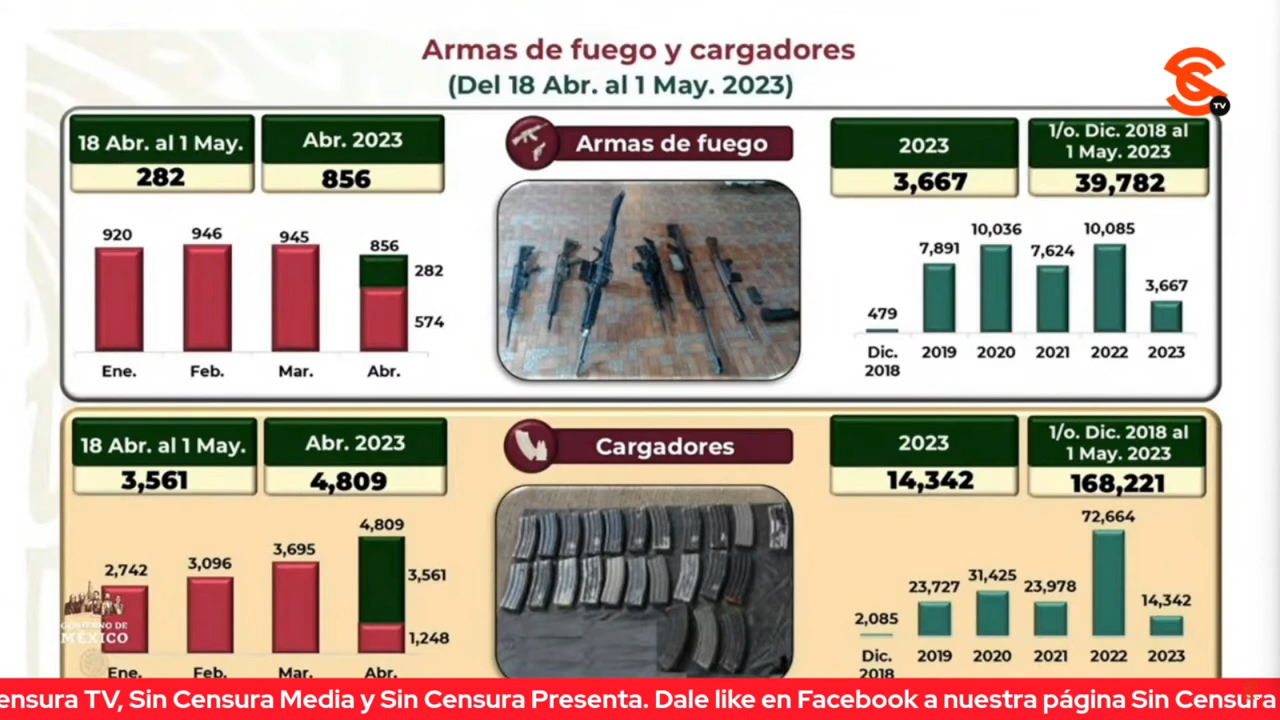 Armas de fuego y cargadores
(Del 18 Abr. al 1 May. 2023)
TV
18 Abr. al 1 May.
282
Abr. 2023
856
Armas de fuego
2023
3,667
1/o. Dic. 2018 al
1 May. 2023
39,782
920
946
945
856
282
574
Ene.
Feb.
Mar.
Abr.
479
7,891
10,036
7,624
10,085
3,667
Dic.
2018
2019
2020
2021
2022
2023
18 Abr. al 1 May.
3,561
Abr. 2023
4,809
Cargadores
2023
14,342
1/o. Dic. 2018 al
1 May. 2023
168,221
2,742
3,096
3,695
4,809
3,561
1,248
Ene.
Feb.
Mar.
Abr.
2,085
23,727
31,425
23,978
72,664
14,342
Dic.
2018
2019
2020
2021
2022
2023
GOBIERNO DE
MÉXICO
ensura TV, Sin Censura Media y Sin Censura Presenta. Dale like en Facebook a nuestra página Sin Censura